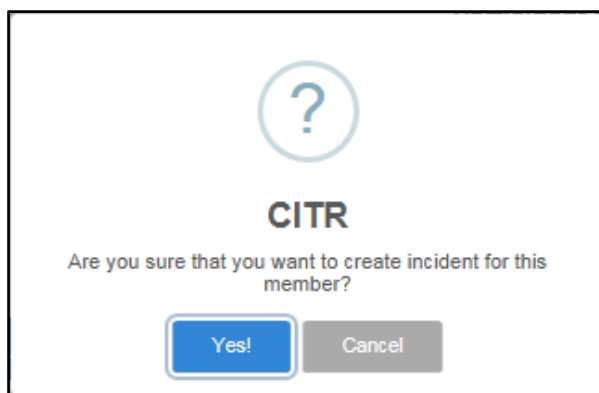 ?
CITR
Are you sure that you want to create incident for this
member?
Yes!
Cancel